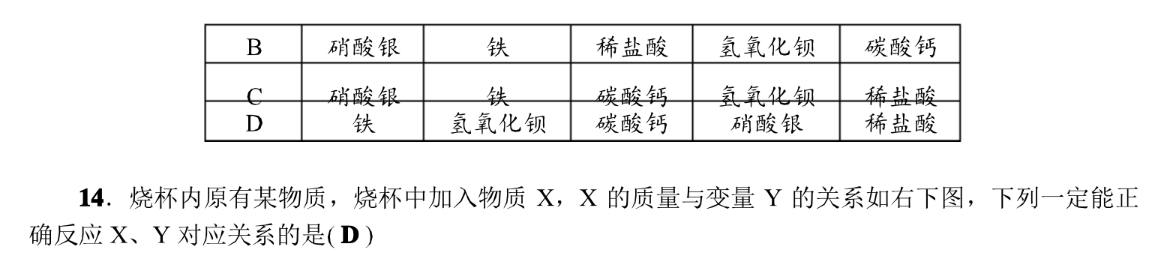 B 硝酸银 铁 稀盐酸 氢氧化钡 碳酸钙
C 硝酸银 铁 碳酸钙 氢氧化钡 稀盐酸
D 铁 氢氧化钡 碳酸钙 硝酸银 稀盐酸
14．烧杯内原有某物质，烧杯中加入物质 X，X 的质量与变量 Y 的关系如右下图，下列一定能正
确反应 X、Y 对应关系的是( D )